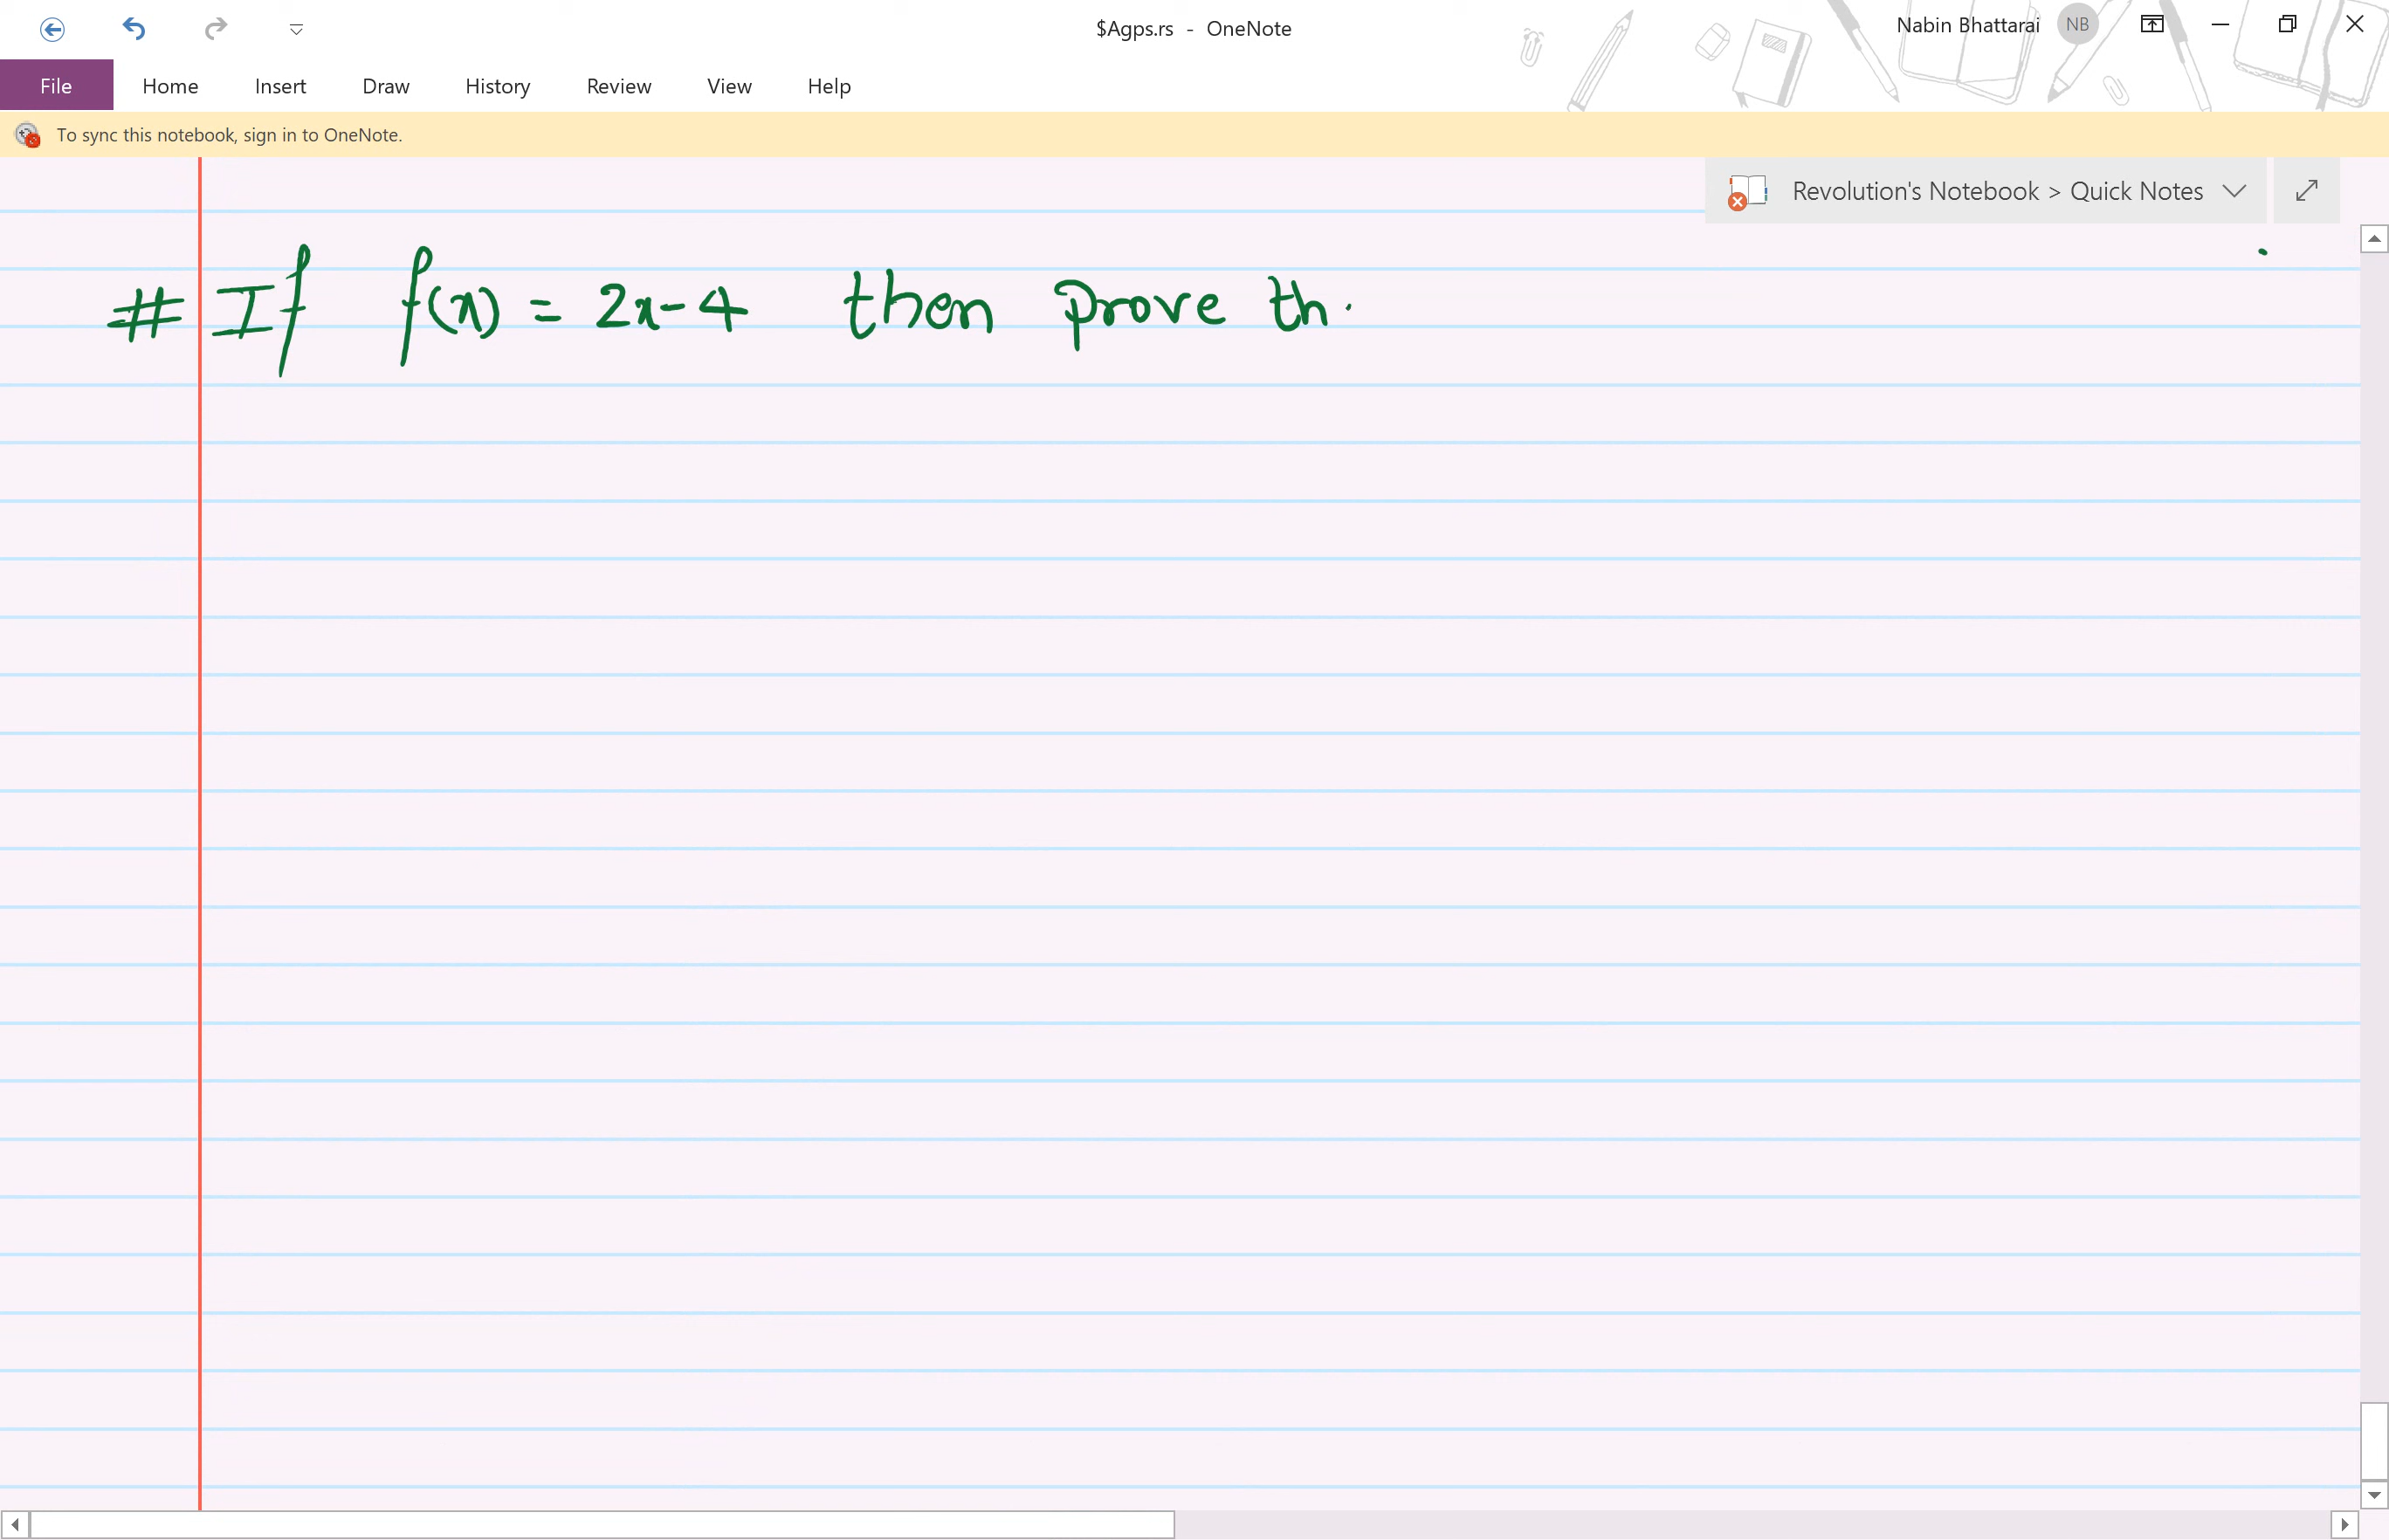 $Agps.rs - OneNote
Nabin Bhattarai NB
File Home Insert Draw History Review View Help
To sync this notebook, sign in to OneNote.
Revolution's Notebook > Quick Notes
# If f(x) = 2x-4 then prove th.